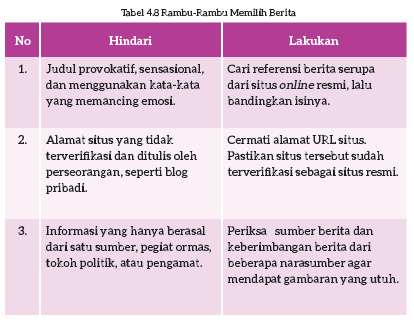 Tabel 4.8 Rambu-Rambu Memilih Berita
No Hindari Lakukan
1. Judul provokatif, sensasional, Cari referensi berita serupa
dan menggunakan kata-kata dari situs online resmi, lalu
yang memancing emosi. bandingkan isinya.
2. Alamat situs yang tidak Cermati alamat URL situs.
terverifikasi dan ditulis oleh Pastikan situs tersebut sudah
perseorangan, seperti blog terverifikasi sebagai situs resmi.
pribadi.
3. Informasi yang hanya berasal Periksa sumber berita dan
dari satu sumber, pegiat ormas, keberimbangan berita dari
tokoh politik, atau pengamat. beberapa narasumber agar
mendapat gambaran yang utuh.